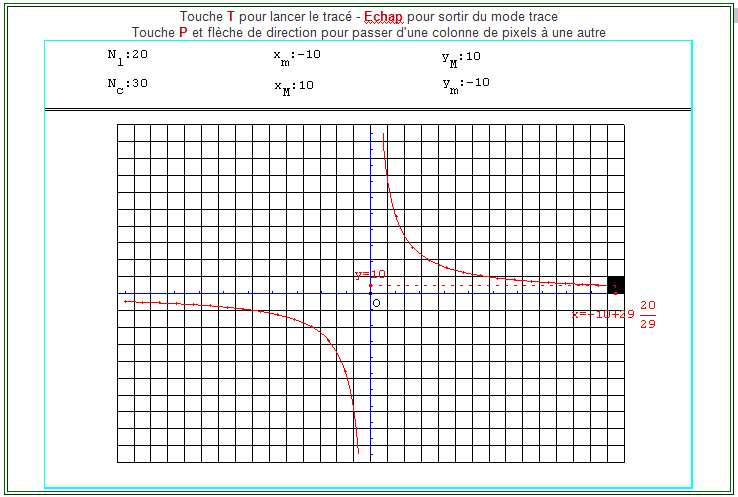 Touche T pour lancer le tracé - Echap pour sortir du mode trace
Touche P et flèche de direction pour passer d'une colonne de pixels à une autre
N_l:20 x_m:-10 y_M:10
N_c:30 x_M:10 y_m:-10
y=10
O
x=-10+29 20/29